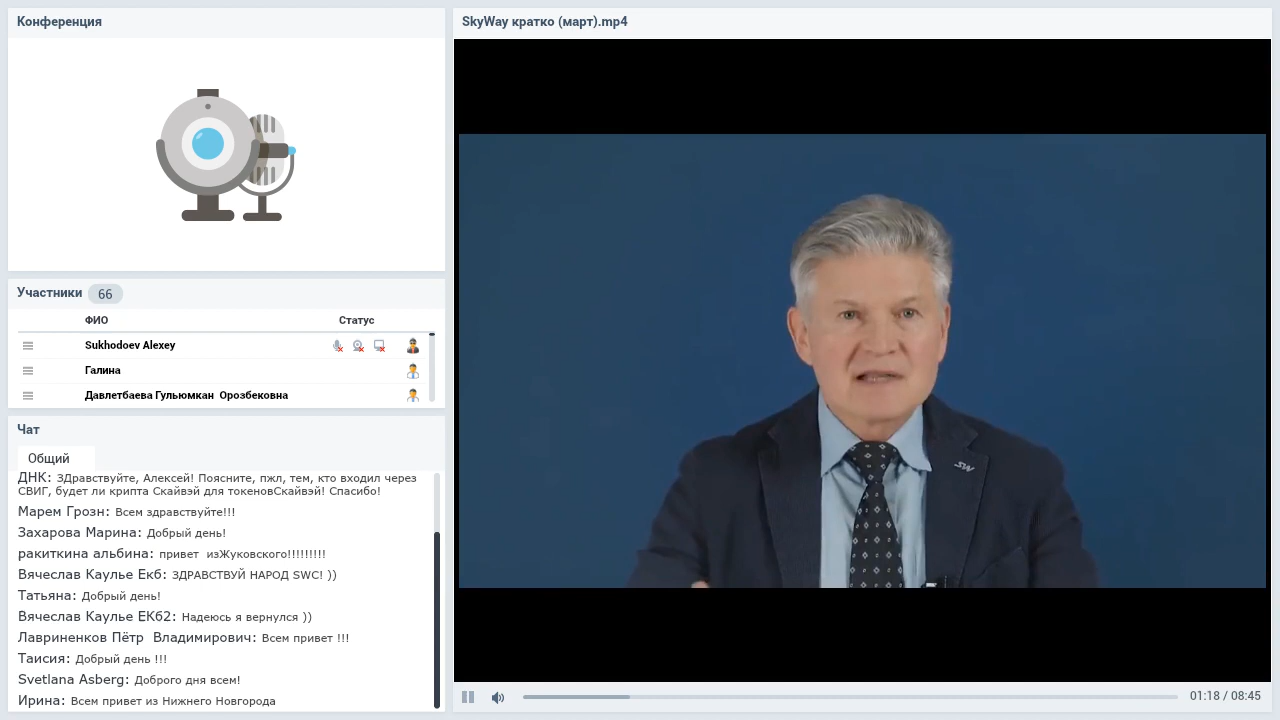 Конференция
SkyWay кратко (март).mp4
Участники 66
ФИО Статус
Sukhodoev Alexey
Галина
Давлетбаева Гульюмкан Орозбековна
Чат
Общий
ДНК: ЗДравствуйте, Алексей! Поясните, пжл, тем, кто входил через
СВИГ, будет ли крипта Скайвэй для токеновСкайвэй! Спасибо!
Марем Грозн: Всем здравствуйте!!!
Захарова Марина: Добрый день!
ракиткина альбина: привет изЖуковского!!!!!!!!!
Вячеслав Каулье Екб: ЗДРАВСТВУЙ НАРОД SWC! ))
Татьяна: Добрый день!
Вячеслав Каулье ЕКб2: Надеюсь я вернулся ))
Лавриненков Пётр Владимирович: Всем привет !!!
Таисия: Добрый день !!!
Svetlana Asberg: Доброго дня всем!
Ирина: Всем привет из Нижнего Новгорода
SW
01:18 / 08:45